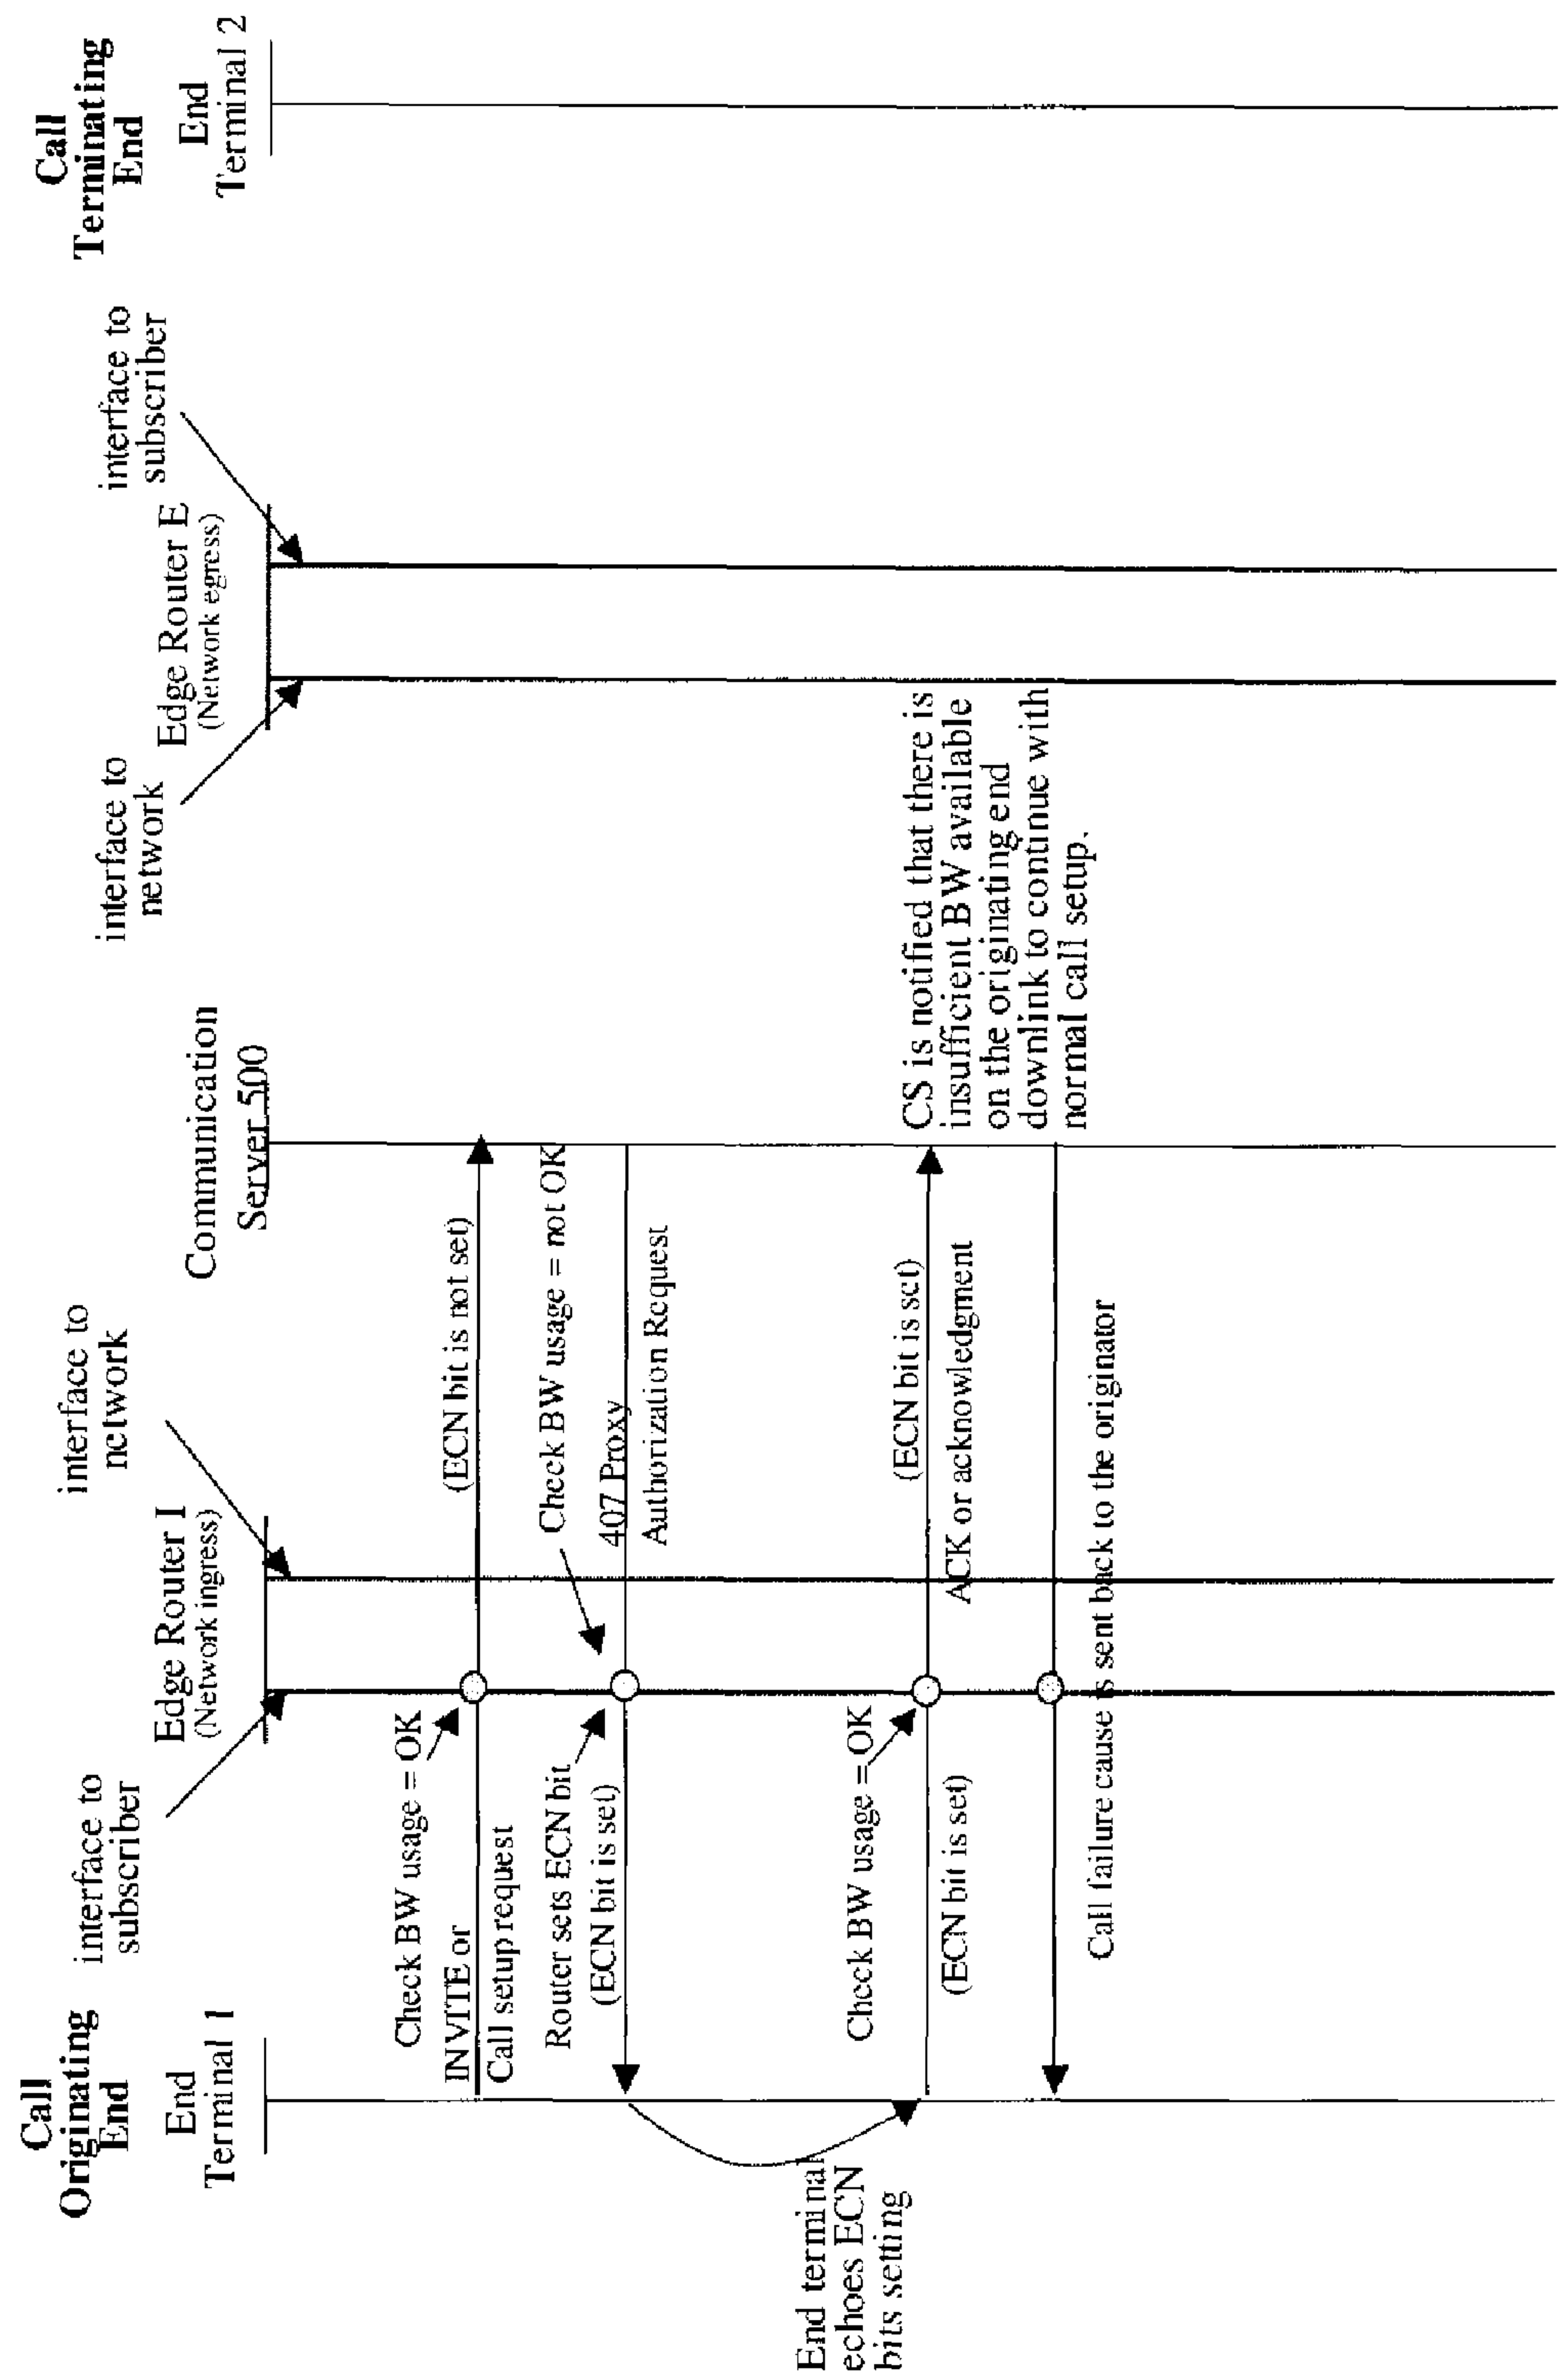 Call
Originating
End
End
Terminal 1
interface to
subscriber
Edge Router I
(Network ingress)
interface to
network
Communication
Server 500
interface to
network
Edge Router E
(Network egress)
interface to
subscriber
Call
Terminating
End
End
Terminal 2
Check BW usage = OK
INVITE or
Call setup request
(ECN bit is not set)
Check BW usage = not OK
Router sets ECN bit
(ECN bit is set)
407 Proxy
Authorization Request
End terminal
echoes ECN
bits setting
Check BW usage = OK
(ECN bit is set)
(ECN bit is set)
ACK or acknowledgment
CS is notified that there is
insufficient BW available
on the originating end
downlink to continue with
normal call setup.
Call failure cause is sent back to the originator